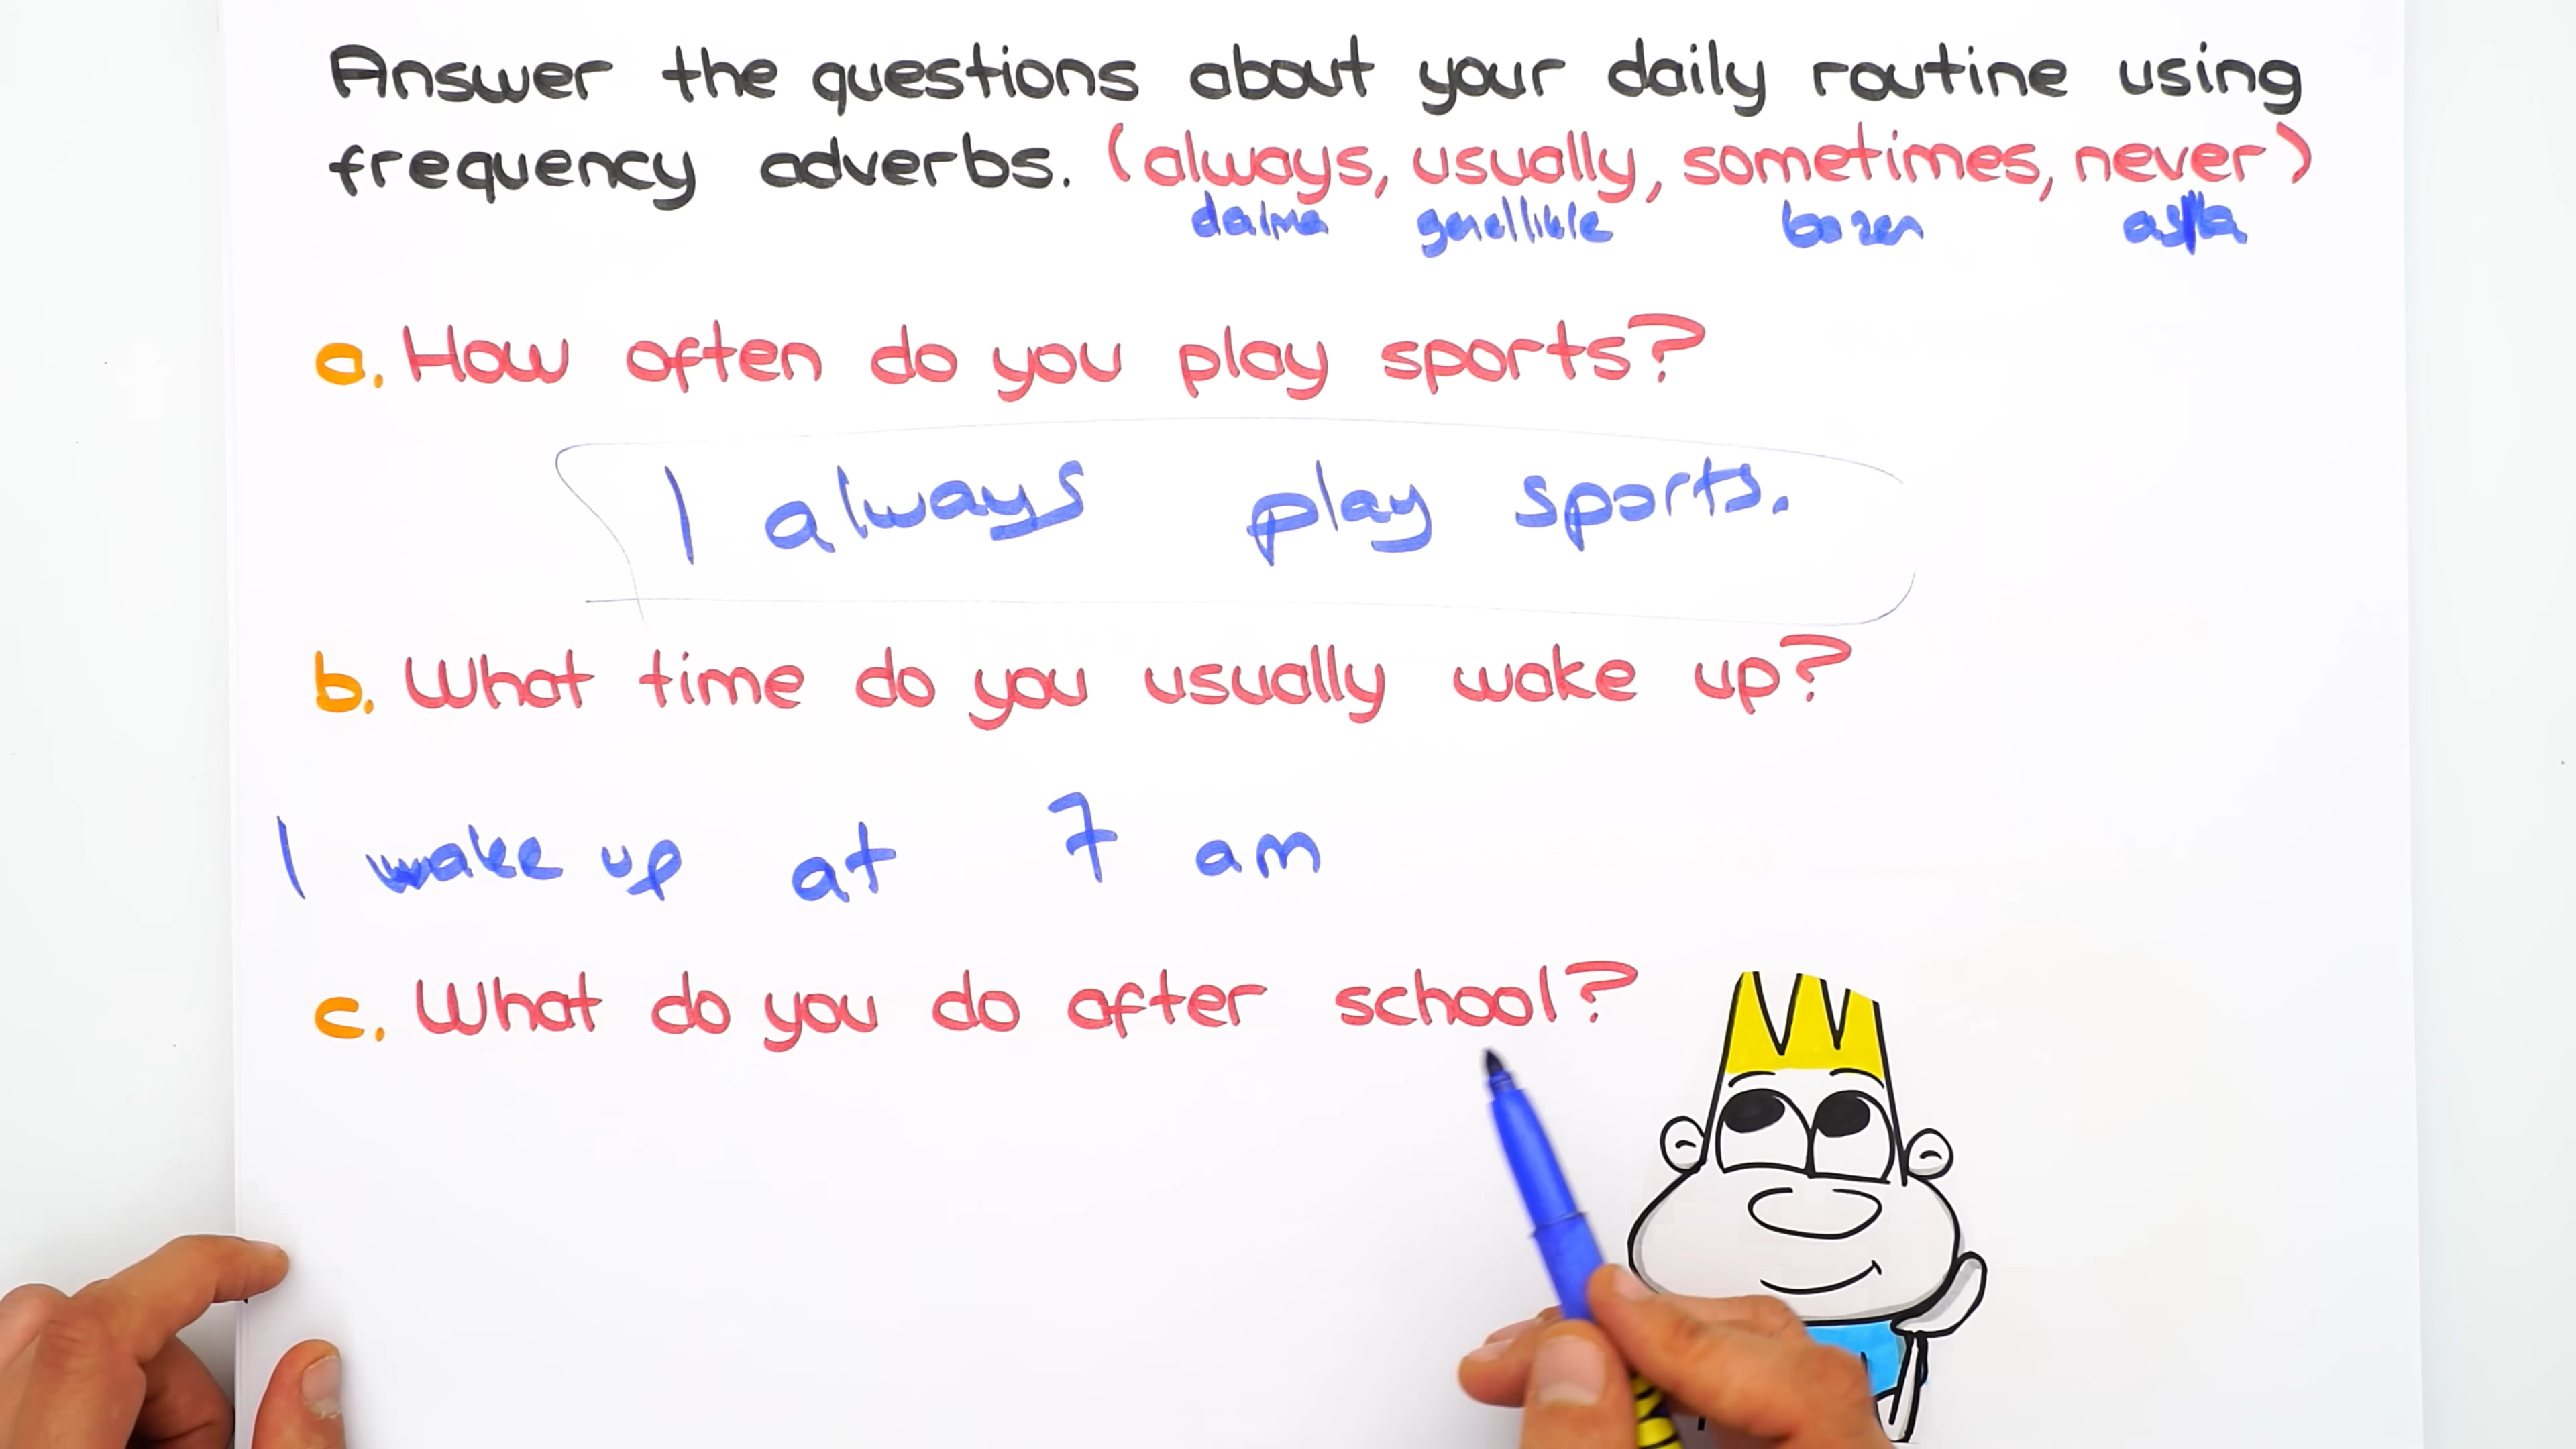 Answer the questions about your daily routine using
frequency adverbs. (always, usually, sometimes, never)
daima genellikle bazen asla
a. How often do you play sports?
I always play sports.
b. What time do you usually wake up?
I wake up at 7 am
c. What do you do after school?